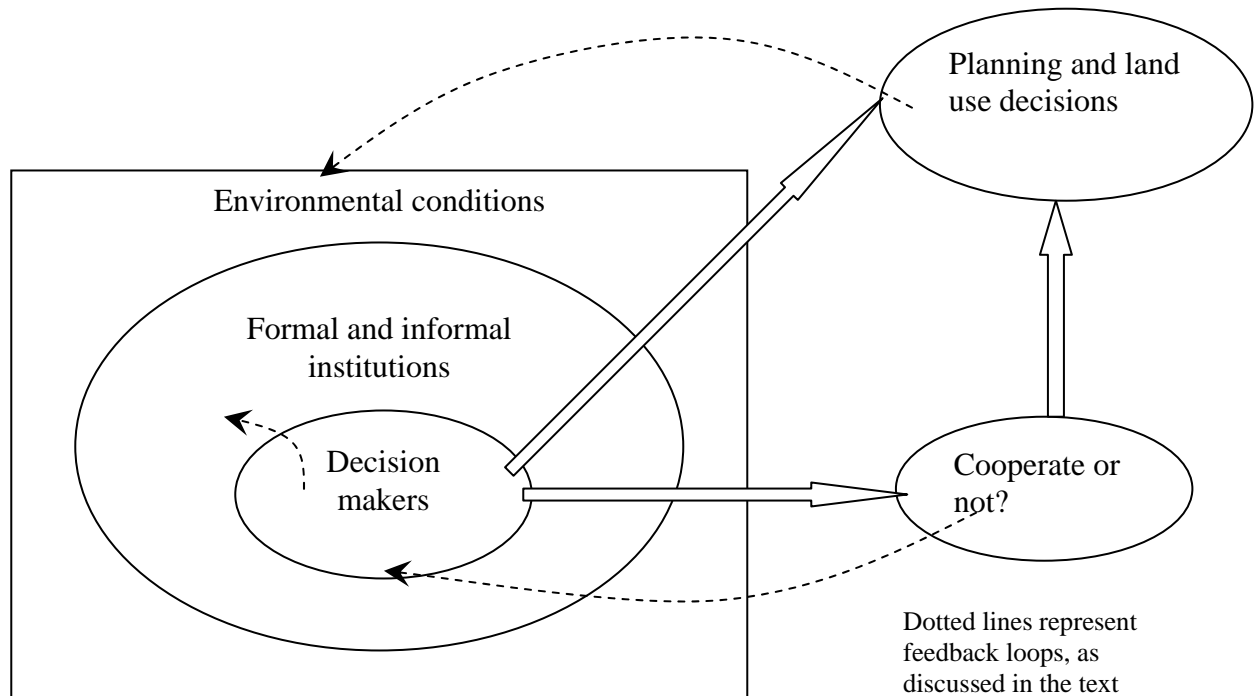 Planning and land
use decisions
Environmental conditions
Formal and informal
institutions
Decision
makers
Cooperate or
not?
Dotted lines represent
feedback loops, as
discussed in the text